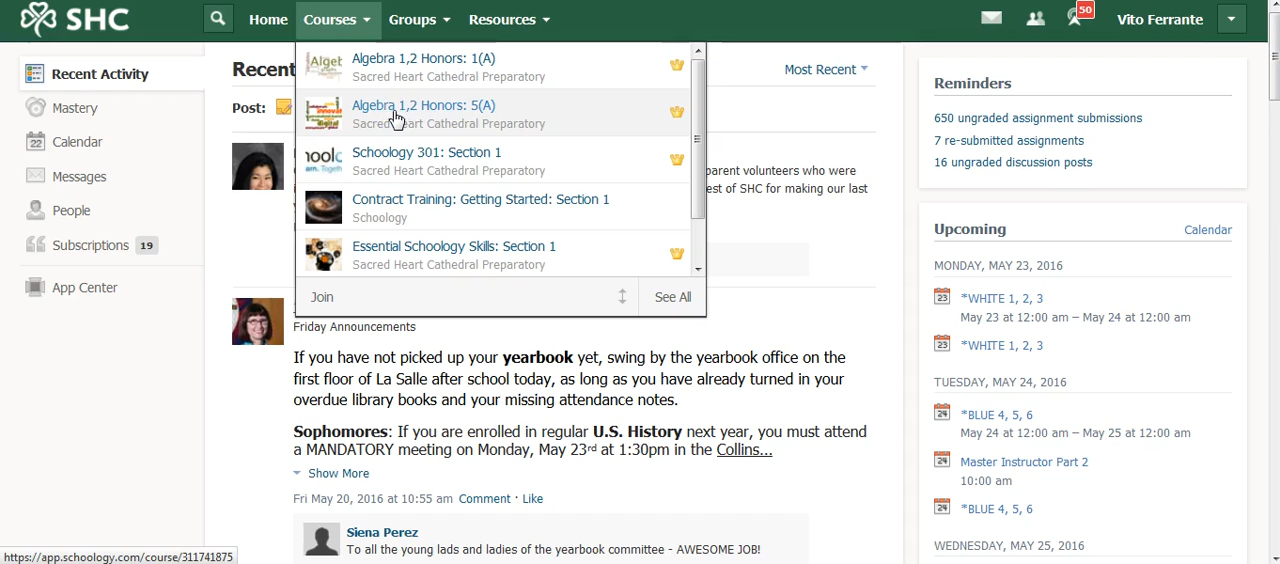 SHC
Home
Courses
Groups
Resources
50
Vito Ferrante
Recent Activity
Mastery
22
Calendar
Messages
People
Subscriptions 19
App Center
Recent
Most Recent
Post:
Algebra 1,2 Honors: 1(A)
Sacred Heart Cathedral Preparatory
Algebra 1,2 Honors: 5(A)
Sacred Heart Cathedral Preparatory
Schoology 301: Section 1
Sacred Heart Cathedral Preparatory
Contract Training: Getting Started: Section 1
Schoology
Essential Schoology Skills: Section 1
Sacred Heart Cathedral Preparatory
Join
See All
parent volunteers who were
est of SHC for making our last
Friday Announcements
If you have not picked up your yearbook yet, swing by the yearbook office on the
first floor of La Salle after school today, as long as you have already turned in your
overdue library books and your missing attendance notes.
Sophomores: If you are enrolled in regular U.S. History next year, you must attend
a MANDATORY meeting on Monday, May 23rd at 1:30pm in the Collins...
Show More
Fri May 20, 2016 at 10:55 am Comment · Like
Siena Perez
To all the young lads and ladies of the yearbook committee - AWESOME JOB!
Reminders
650 ungraded assignment submissions
7 re-submitted assignments
16 ungraded discussion posts
Upcoming
Calendar
MONDAY, MAY 23, 2016
23 *WHITE 1, 2, 3
May 23 at 12:00 am – May 24 at 12:00 am
23 *WHITE 1, 2, 3
TUESDAY, MAY 24, 2016
24 *BLUE 4, 5, 6
May 24 at 12:00 am – May 25 at 12:00 am
24 Master Instructor Part 2
10:00 am
24 *BLUE 4, 5, 6
WEDNESDAY, MAY 25, 2016
https://app.schoology.com/course/311741875